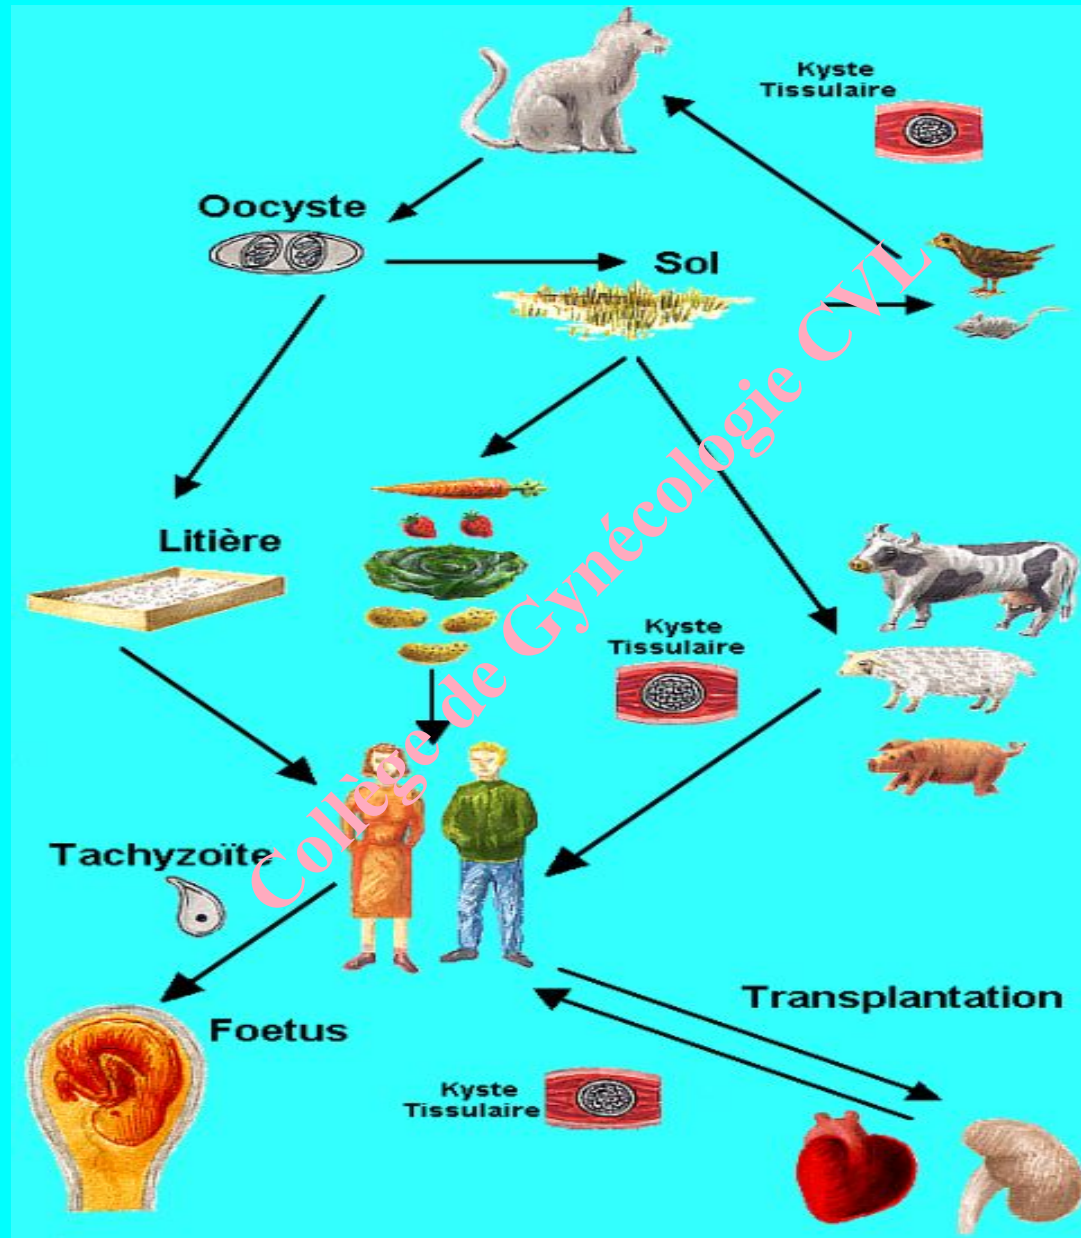 Kyste
Tissulaire
Oocyste
Sol
Litière
Kyste
Tissulaire
Tachyzoïte
Foetus
Transplantation
Kyste
Tissulaire
Collège de Gynécologie CVL